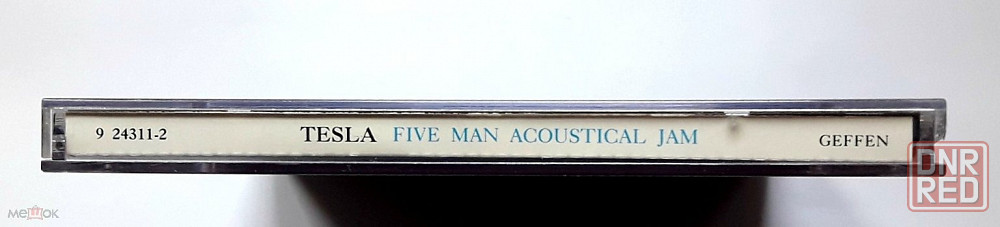 9 24311-2 TESLA FIVE MAN ACOUSTICAL JAM GEFFEN
DNR
RED
МЕШОК